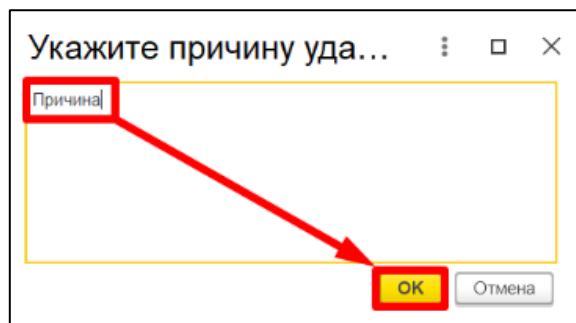 Укажите причину уда...
Причина
ОК
Отмена